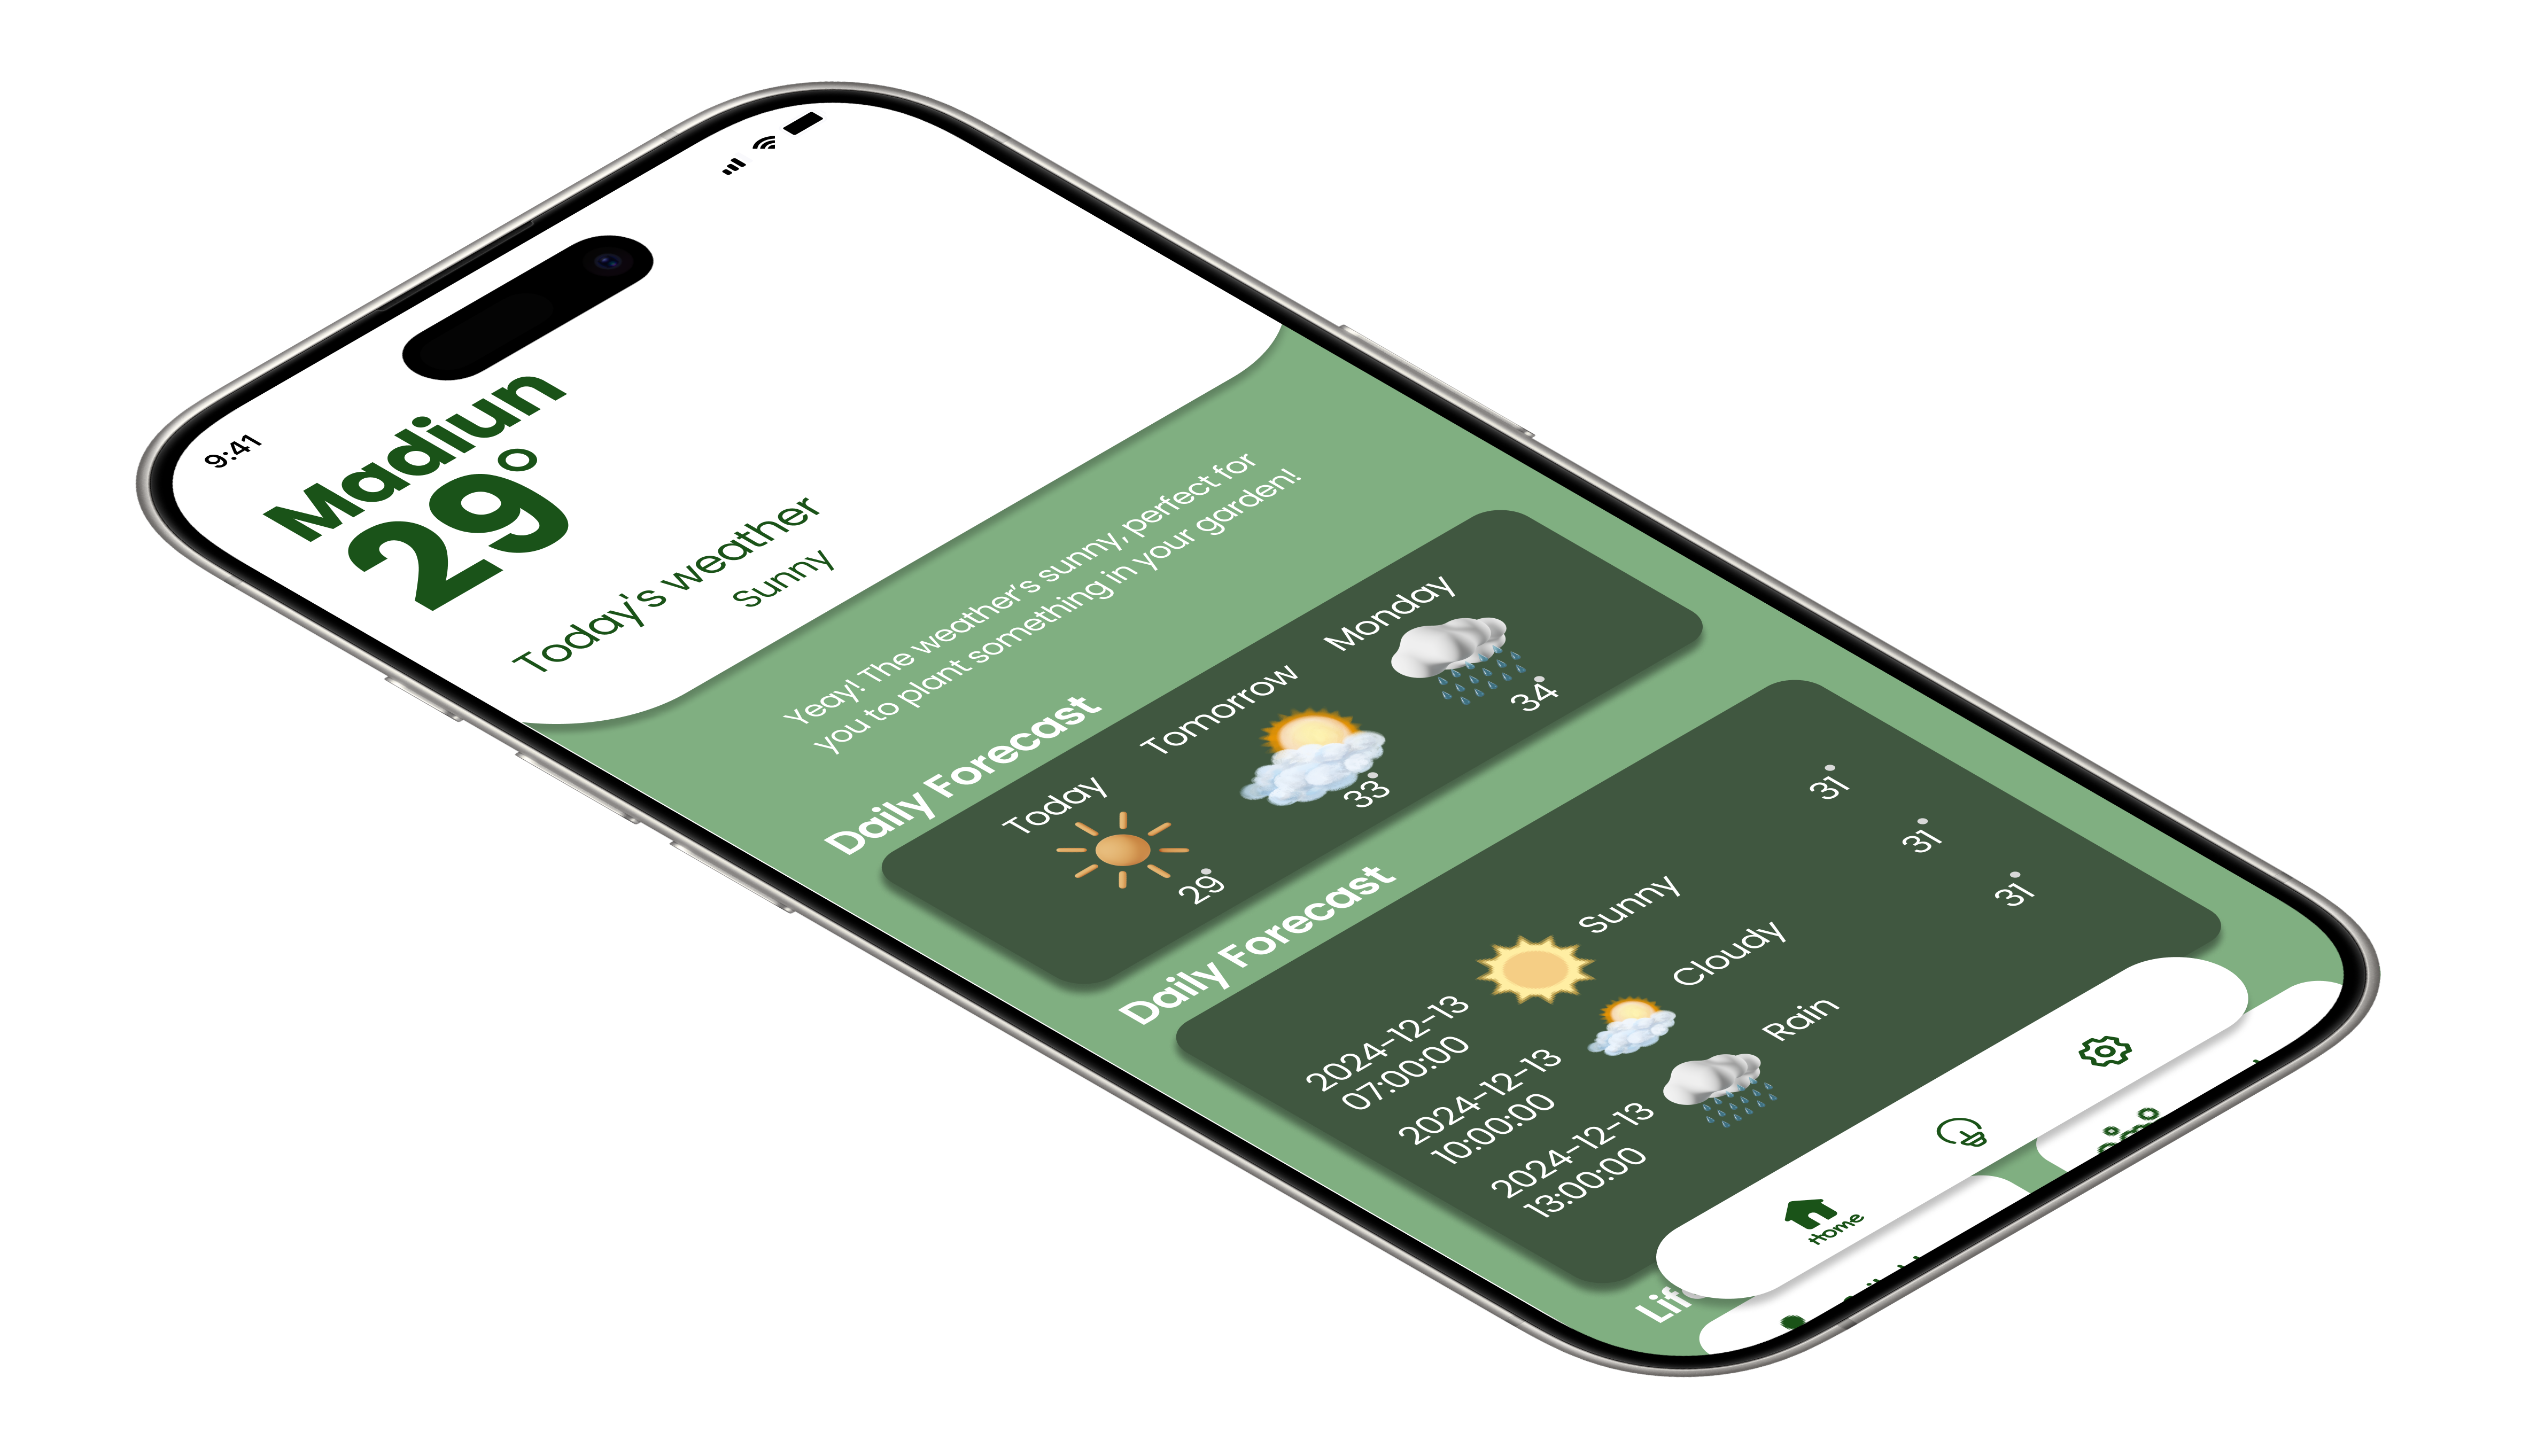 9:41
Madiun
29°
Today's weather
Sunny
Yeay! The weather's sunny, perfect for
you to plant something in your garden!
Daily Forecast
Today
Tomorrow
Monday
29°
33°
34°
Daily Forecast
2024-12-13
07:00:00
Sunny
31°
2024-12-13
10:00:00
Cloudy
31°
2024-12-13
13:00:00
Rain
31°
Home